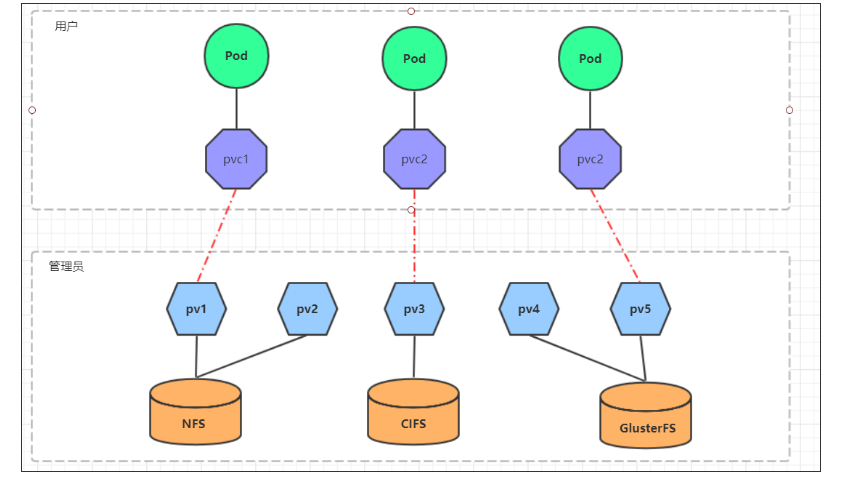 用户
Pod
Pod
Pod
pvc1
pvc2
pvc2
管理员
pv1
pv2
pv3
pv4
pv5
NFS
CIFS
GlusterFS